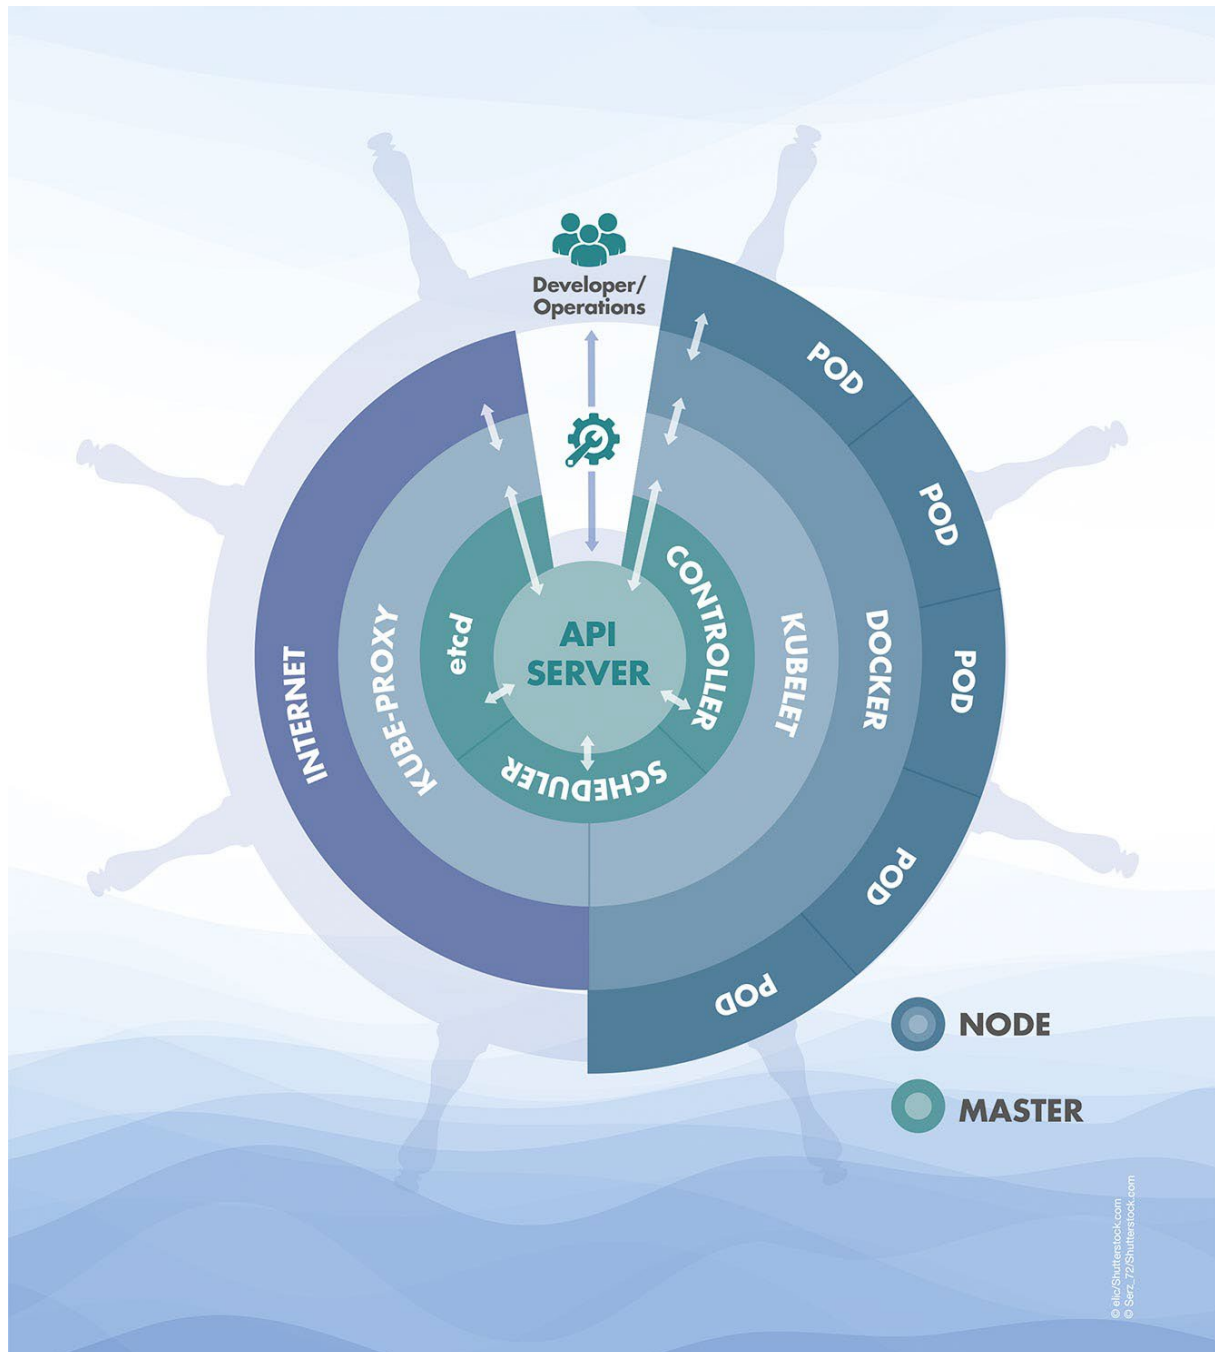 Developer/
Operations
API
SERVER
etcd
CONTROLLER
SCHEDULER
KUBE-PROXY
INTERNET
KUBELET
DOCKER
POD
POD
POD
POD
POD
NODE
MASTER
© elic/Shutterstock.com
© Serz_72/Shutterstock.com